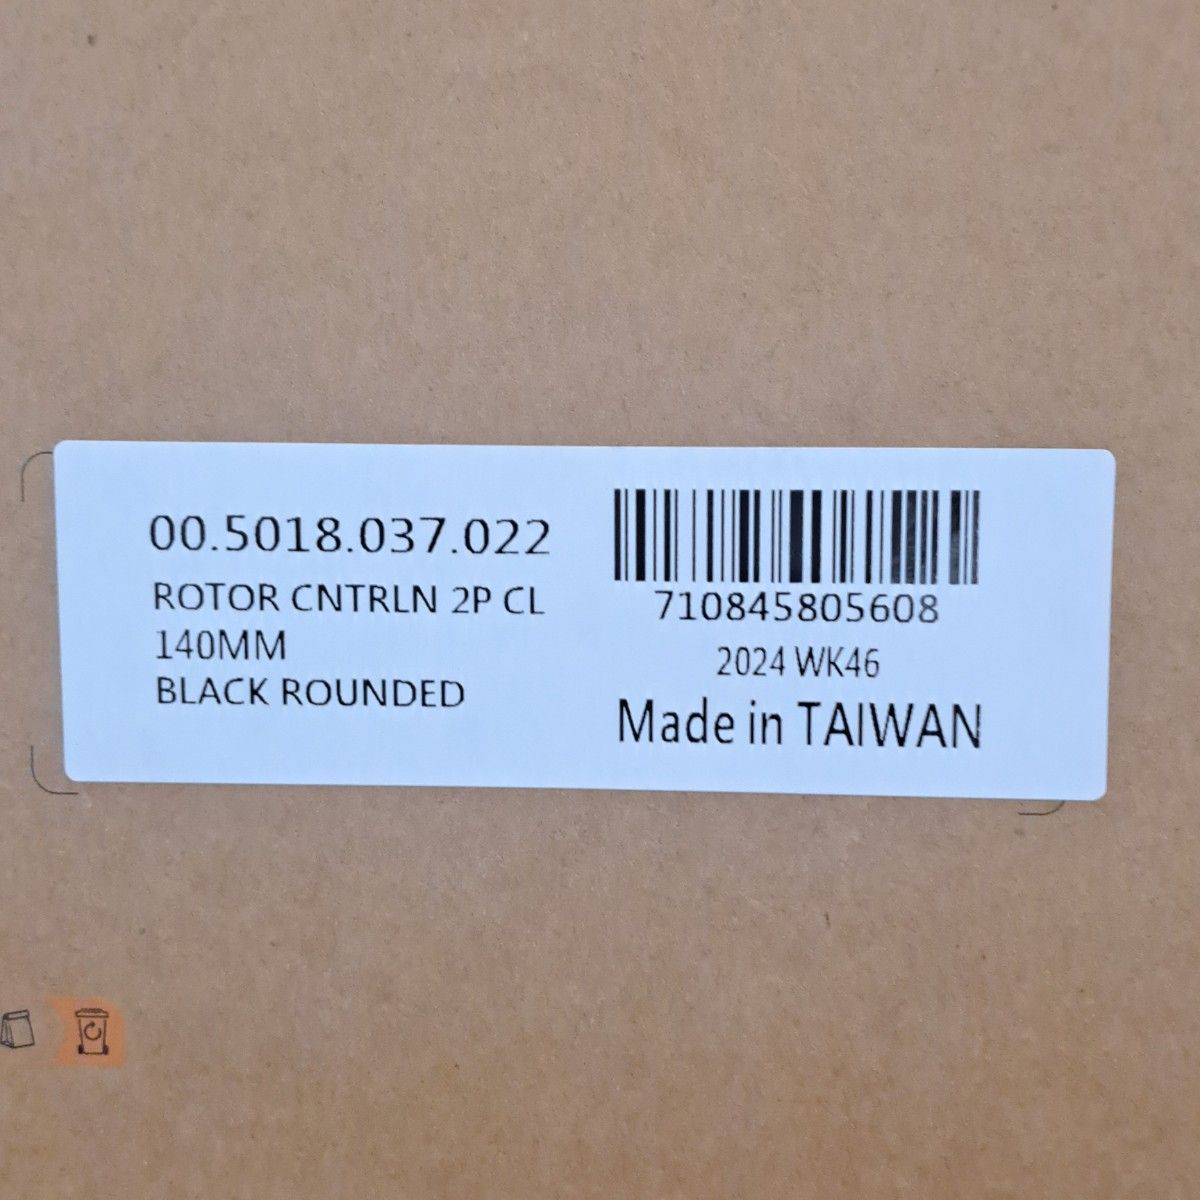 00.5018.037.022
ROTOR CNTRLN 2P CL
140MM
BLACK ROUNDED
710845805608
2024 WK46
Made in TAIWAN